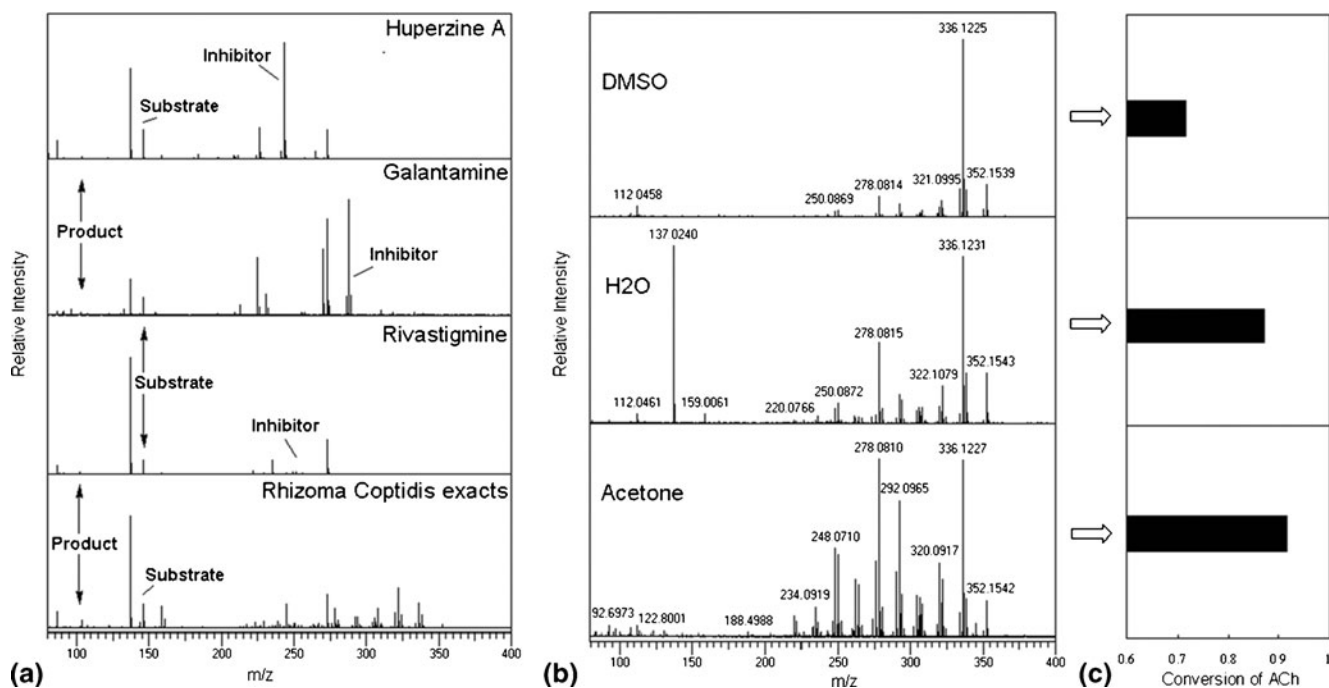 Huperzine A
Inhibitor
Substrate
Galantamine
Product
Inhibitor
Rivastigmine
Substrate
Inhibitor
Rhizoma Coptidis exacts
Product
Substrate
Relative Intensity
100 150 200 250 300 350 400
m/z
(a)
336.1225
DMSO
112.0458
250.0869
278.0814
321.0995
352.1539
137.0240
336.1231
H2O
278.0815
112.0461
159.0061
220.0766
250.0872
322.1079
352.1543
278.0810
336.1227
Acetone
292.0965
248.0710
320.0917
234.0919
352.1542
92.6973
122.8001
188.4988
Relative Intensity
100 150 200 250 300 350 400
m/z
(b)
0.6 0.7 0.8 0.9 1
Conversion of ACh
(c)